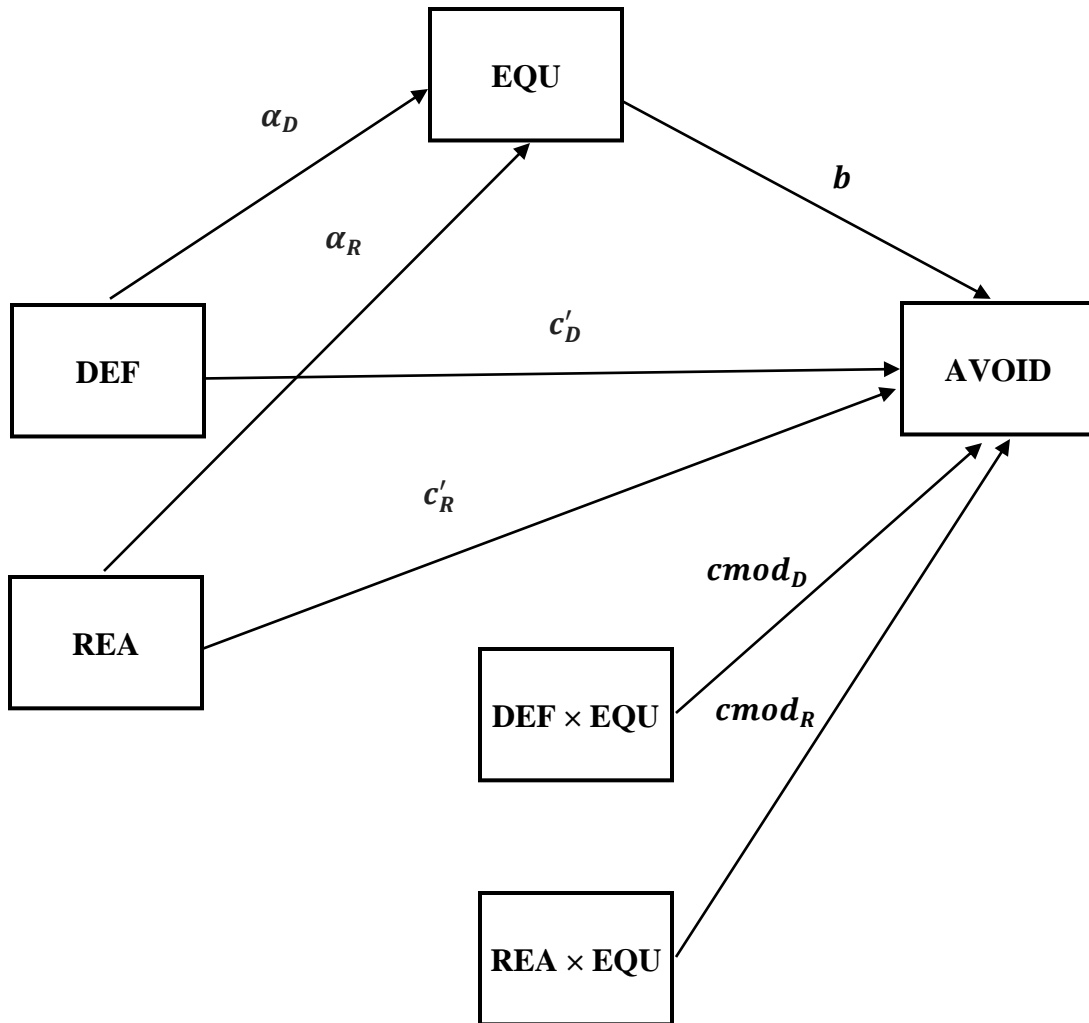 EQU
α_D
b
α_R
c'_D
DEF
AVOID
c'_R
cmod_D
REA
DEF × EQU
cmod_R
REA × EQU